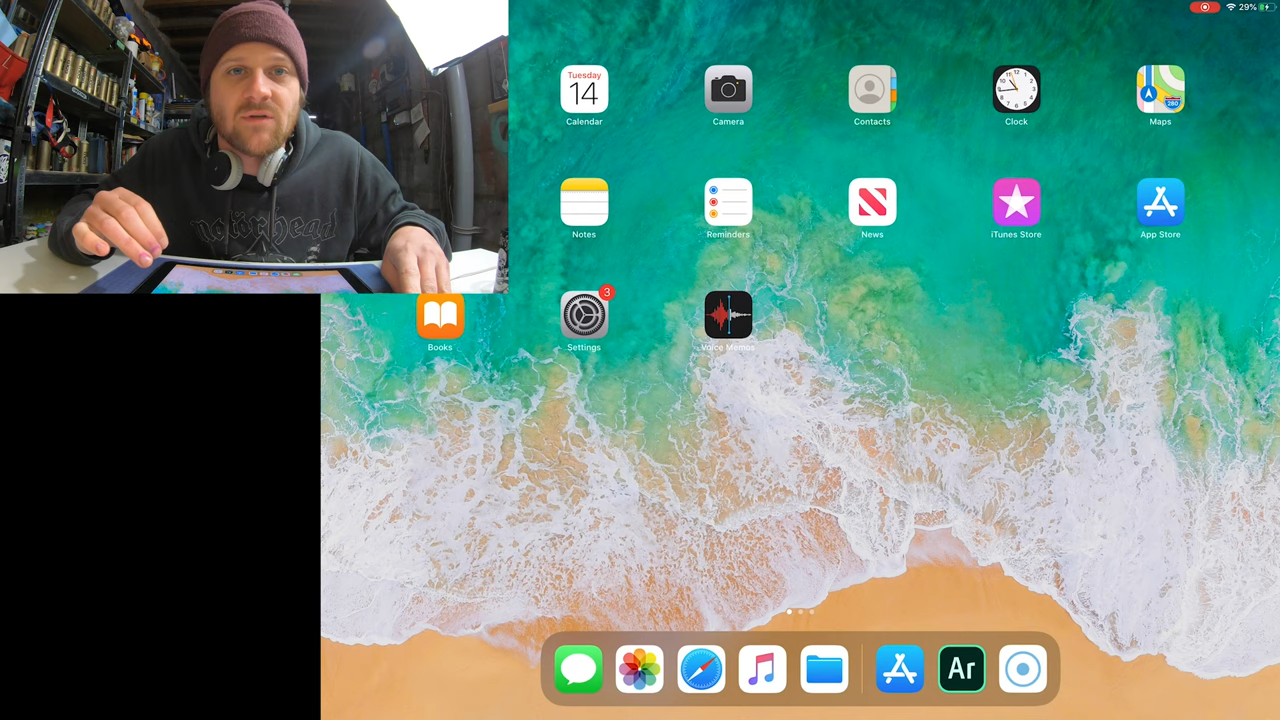 29%
Tuesday
14
Calendar
Camera
Contacts
Clock
280
Maps
Notes
Reminders
News
iTunes Store
App Store
motörhead
Books
3
Settings
Voice Memos
Ar